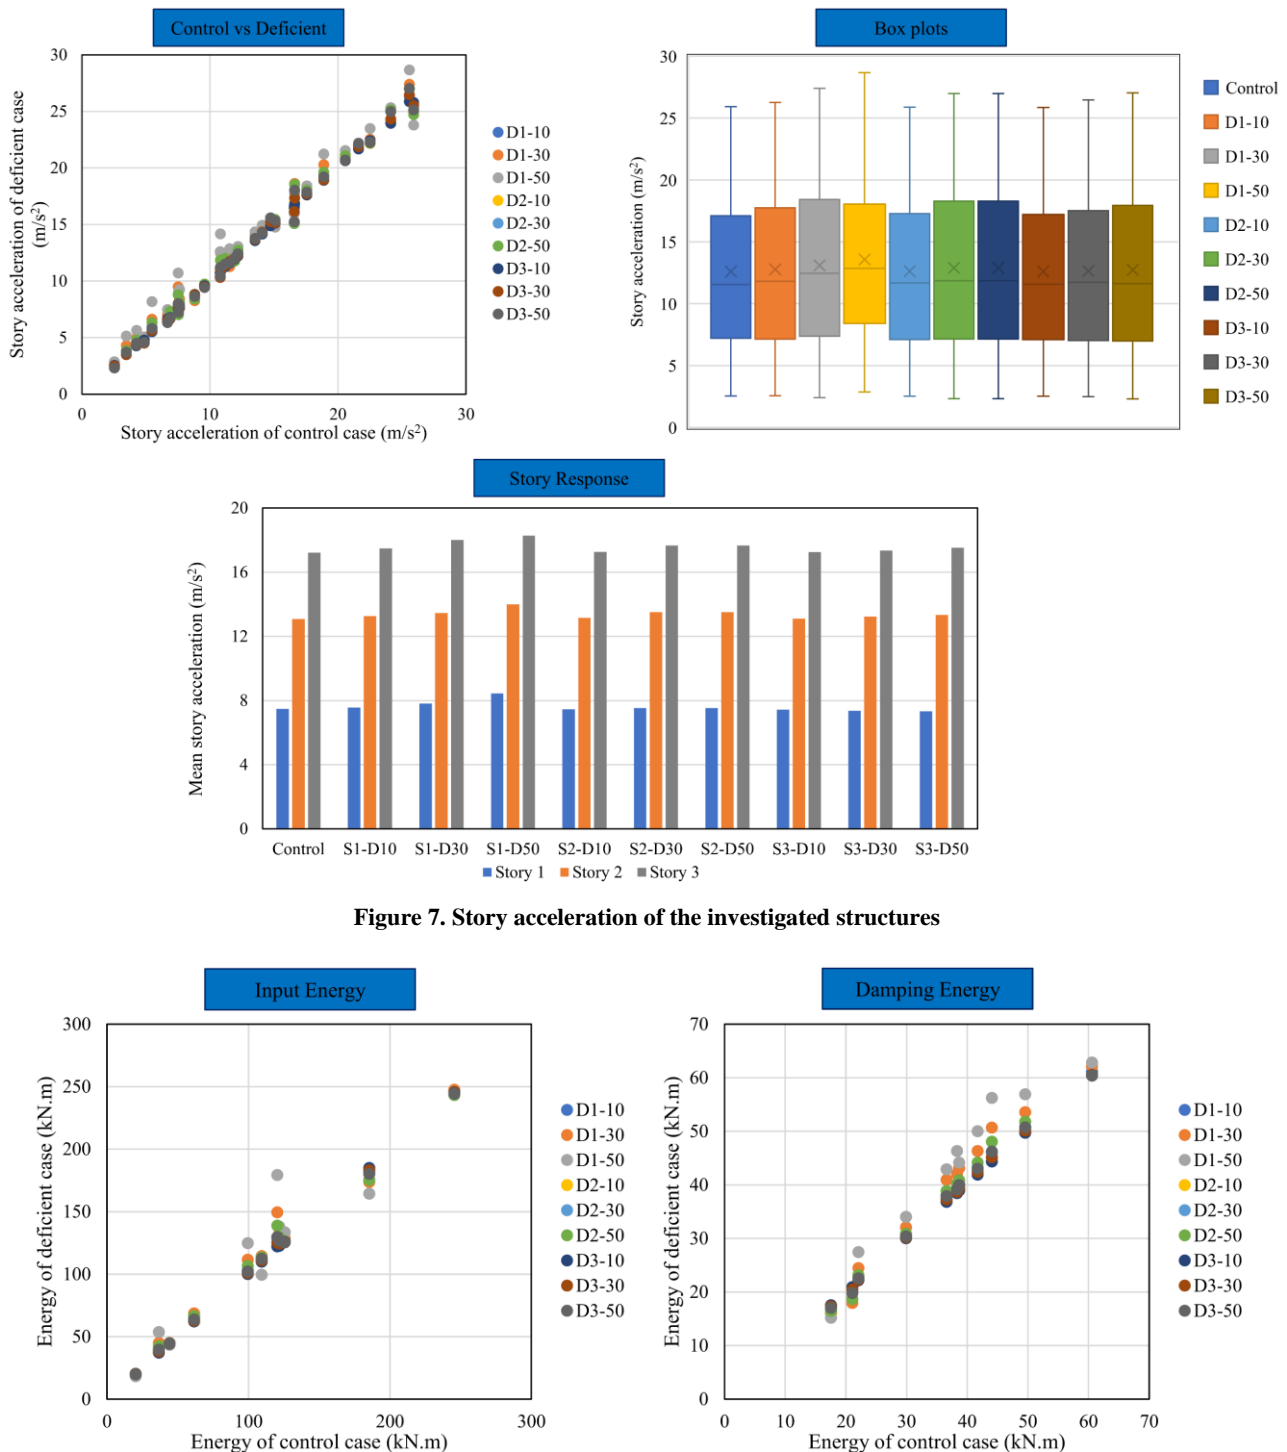 Control vs Deficient
30
25
20
15
10
5
0
0
10
20
30
Story acceleration of deficient case
(m/s²)
Story acceleration of control case (m/s²)
D1-10
D1-30
D1-50
D2-10
D2-30
D2-50
D3-10
D3-30
D3-50
Box plots
30
25
20
15
10
5
0
Story acceleration (m/s²)
Control
D1-10
D1-30
D1-50
D2-10
D2-30
D2-50
D3-10
D3-30
D3-50
Story Response
20
16
12
8
4
0
Mean story acceleration (m/s²)
Control S1-D10 S1-D30 S1-D50 S2-D10 S2-D30 S2-D50 S3-D10 S3-D30 S3-D50
Story 1 Story 2 Story 3
Figure 7. Story acceleration of the investigated structures
Input Energy
300
250
200
150
100
50
0
0
100
200
300
Energy of deficient case (kN.m)
Energy of control case (kN.m)
D1-10
D1-30
D1-50
D2-10
D2-30
D2-50
D3-10
D3-30
D3-50
Damping Energy
70
60
50
40
30
20
10
0
0
10
20
30
40
50
60
70
Energy of deficient case (kN.m)
Energy of control case (kN.m)
D1-10
D1-30
D1-50
D2-10
D2-30
D2-50
D3-10
D3-30
D3-50